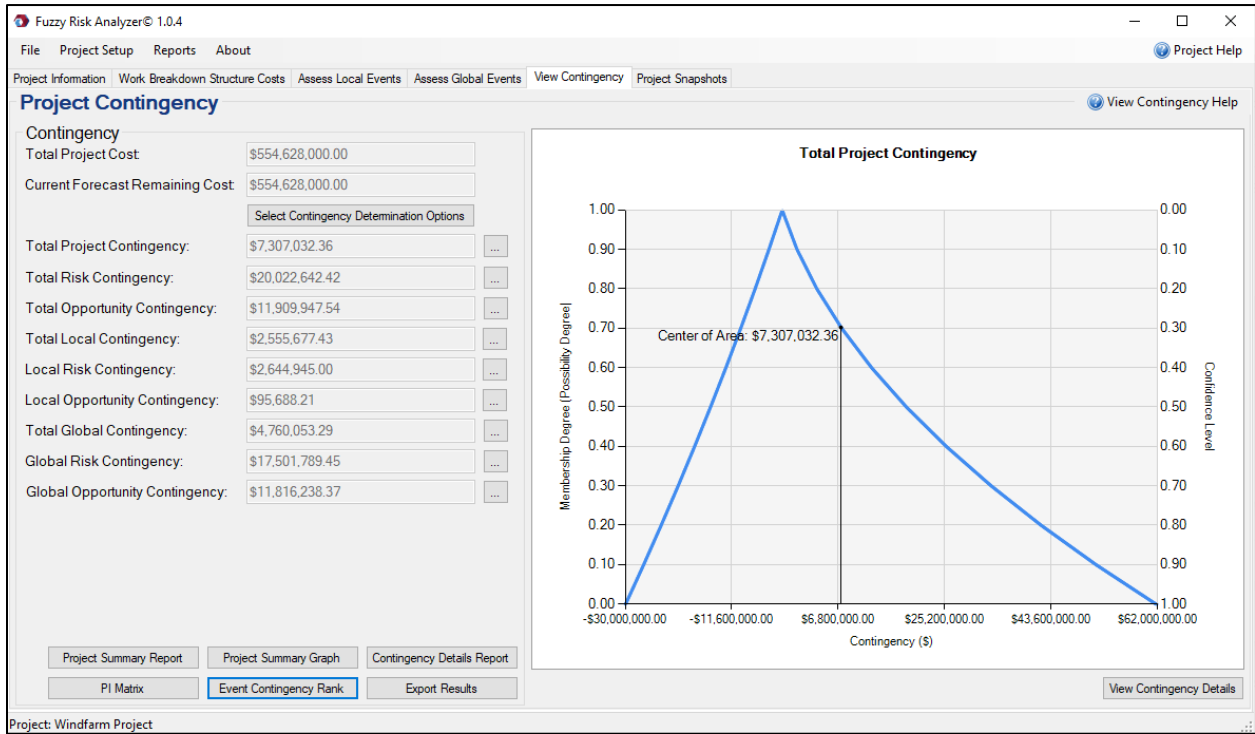 Fuzzy Risk Analyzer© 1.0.4
File Project Setup Reports About Project Help
Project Information Work Breakdown Structure Costs Assess Local Events Assess Global Events View Contingency Project Snapshots
Project Contingency View Contingency Help
Contingency
Total Project Cost: $554,628,000.00
Current Forecast Remaining Cost: $554,628,000.00
Select Contingency Determination Options
Total Project Contingency: $7,307,032.36 ...
Total Risk Contingency: $20,022,642.42 ...
Total Opportunity Contingency: $11,909,947.54 ...
Total Local Contingency: $2,555,677.43 ...
Local Risk Contingency: $2,644,945.00 ...
Local Opportunity Contingency: $95,688.21 ...
Total Global Contingency: $4,760,053.29 ...
Global Risk Contingency: $17,501,789.45 ...
Global Opportunity Contingency: $11,816,238.37 ...
Project Summary Report Project Summary Graph Contingency Details Report
PI Matrix Event Contingency Rank Export Results
Total Project Contingency
Membership Degree (Possibility Degree)
1.00 0.00
0.90 0.10
0.80 0.20
0.70 0.30
Center of Area: $7,307,032.36
0.60 0.40
0.50 0.50
0.40 0.60
0.30 0.70
0.20 0.80
0.10 0.90
0.00 1.00
Confidence Level
-$30,000,000.00 -$11,600,000.00 $6,800,000.00 $25,200,000.00 $43,600,000.00 $62,000,000.00
Contingency ($)
View Contingency Details
Project: Windfarm Project